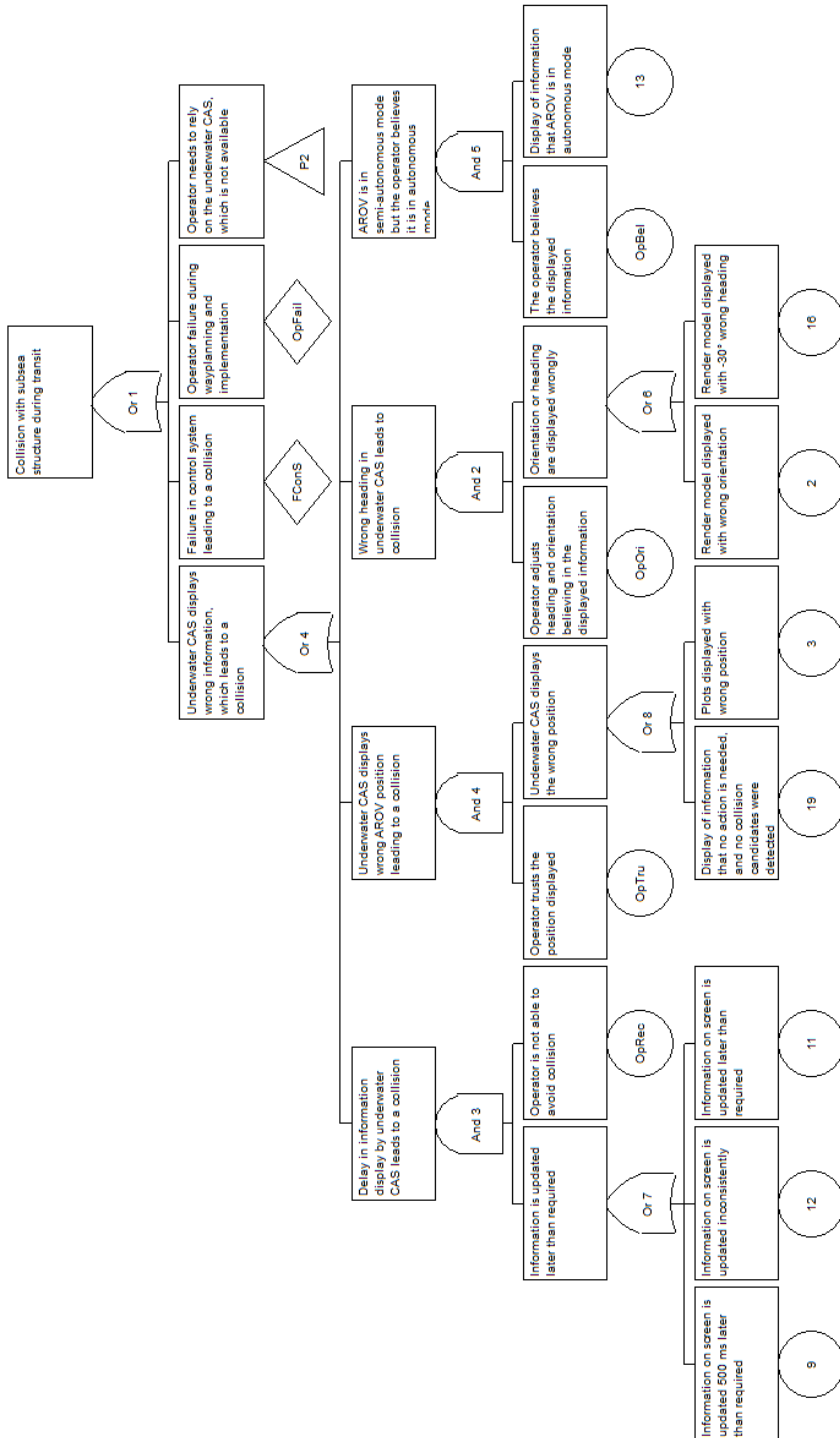 Collision with subsea
structure during transit
Or 1
Underwater CAS displays
wrong information,
which leads to a
collision
Or 4
Failure in control system
leading to a collision
FConS
Operator failure during
wayplanning and
implementation
OpFail
Operator needs to rely
on the underwater CAS,
which is not available
P2
Delay in information
display by underwater
CAS leads to a collision
And 3
Underwater CAS displays
wrong AROV position
leading to a collision
And 4
Wrong heading in
underwater CAS leads to
collision
And 2
AROV is in
semi-autonomous mode
but the operator believes
it is in autonomous
mode
And 5
Information is updated
later than required
Or 7
Operator is not able to
avoid collision
OpRec
Operator trusts the
position displayed
OpTru
Underwater CAS displays
the wrong position
Or 8
Operator adjusts
heading and orientation
believing in the
displayed information
OpOri
Orientation or heading
are displayed wrongly
Or 6
The operator believes
the displayed
information
OpBel
Display of information
that AROV is in
autonomous mode
13
Information on screen is
updated 500 ms later
than required
9
Information on screen is
updated inconsistently
12
Information on screen is
updated later than
required
11
Display of information
that no action is needed,
and no collision
candidates were
detected
19
Plots displayed with
wrong position
3
Render model displayed
with wrong orientation
2
Render model displayed
with -30° wrong heading
16